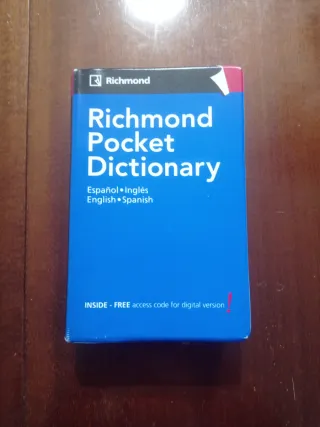 Richmond
Richmond
Pocket
Dictionary
Español•Inglés
English•Spanish
INSIDE - FREE access code for digital version!